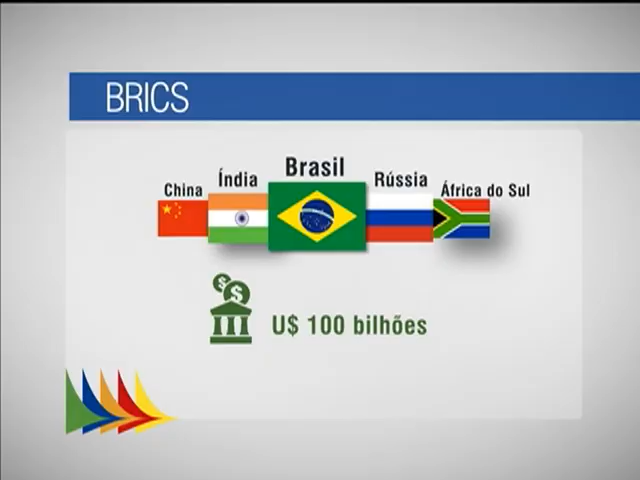 BRICS
China
Índia
Brasil
Rússia
África do Sul
U$ 100 bilhões